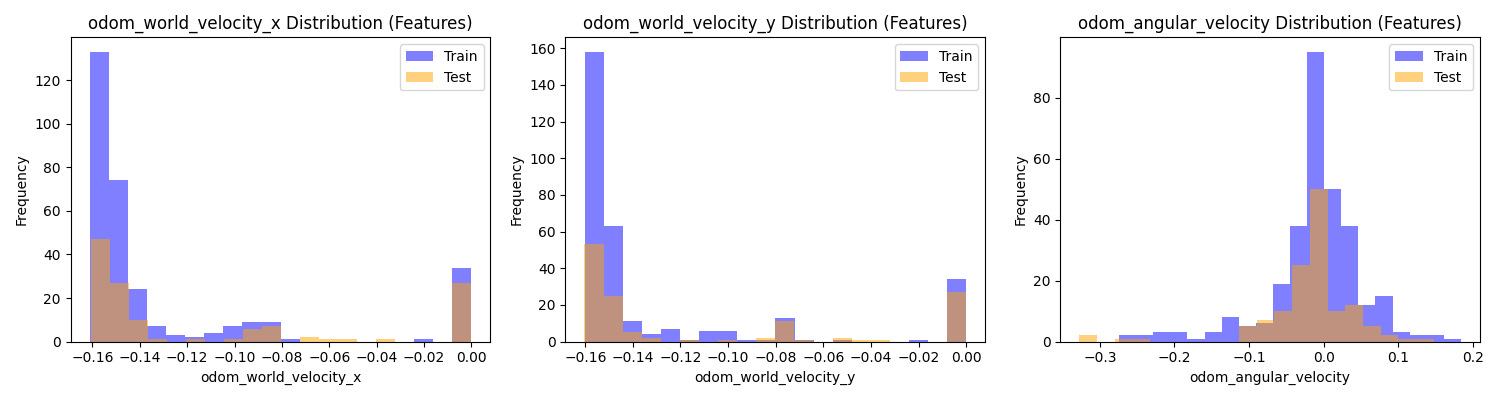 odom_world_velocity_x Distribution (Features)
Train
Test
120
100
80
60
40
20
0
Frequency
−0.16 −0.14 −0.12 −0.10 −0.08 −0.06 −0.04 −0.02 0.00
odom_world_velocity_x
odom_world_velocity_y Distribution (Features)
Train
Test
160
140
120
100
80
60
40
20
0
Frequency
−0.16 −0.14 −0.12 −0.10 −0.08 −0.06 −0.04 −0.02 0.00
odom_world_velocity_y
odom_angular_velocity Distribution (Features)
Train
Test
80
60
40
20
0
Frequency
−0.3 −0.2 −0.1 0.0 0.1 0.2
odom_angular_velocity